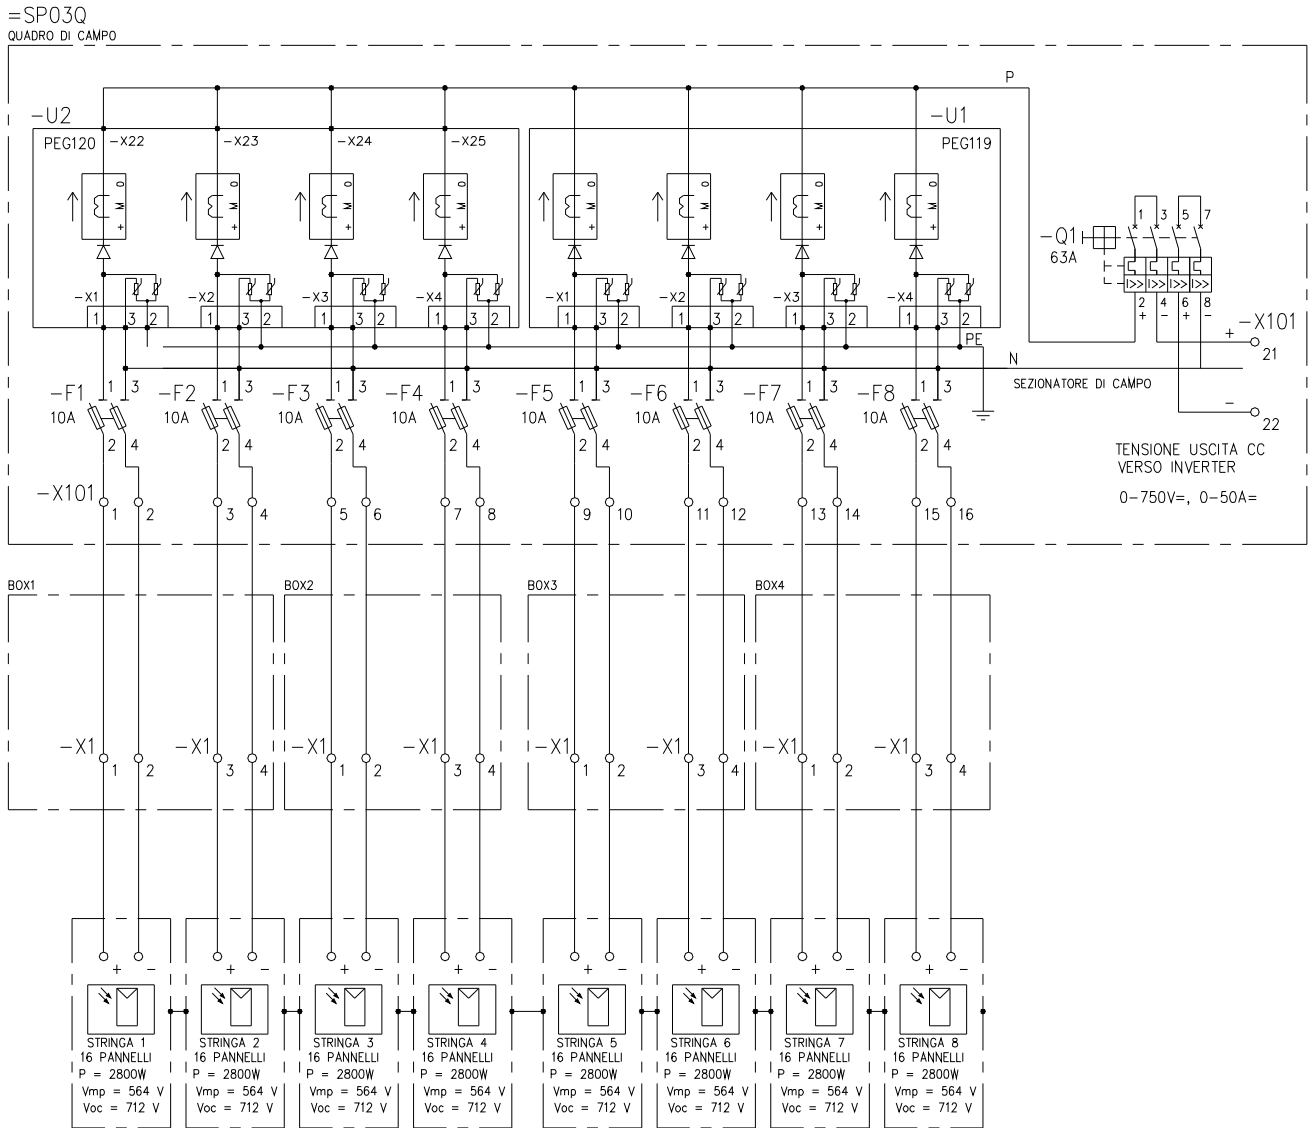 =SP03Q
QUADRO DI CAMPO
P
-U2
-U1
PEG120
-X22
-X23
-X24
-X25
PEG119
O M +
O M +
O M +
O M +
O M +
O M +
O M +
O M +
1 3 5 7
-Q1
63A
I>> I>> I>> I>>
2 4 6 8
+ - + -
-X1 -X2 -X3 -X4 -X1 -X2 -X3 -X4
1 3 2 1 3 2 1 3 2 1 3 2 1 3 2 1 3 2 1 3 2 1 3 2
PE
N
-X101
+
21
SEZIONATORE DI CAMPO
-
22
1 3 1 3 1 3 1 3 1 3 1 3 1 3 1 3
-F1 -F2 -F3 -F4 -F5 -F6 -F7 -F8
10A 10A 10A 10A 10A 10A 10A 10A
2 4 2 4 2 4 2 4 2 4 2 4 2 4 2 4
TENSIONE USCITA CC
VERSO INVERTER
0-750V=, 0-50A=
-X101
1 2 3 4 5 6 7 8 9 10 11 12 13 14 15 16
BOX1
BOX2
BOX3
BOX4
-X1 -X1 -X1 -X1 -X1 -X1 -X1 -X1
1 2 3 4 1 2 3 4 1 2 3 4 1 2 3 4
+ - + - + - + - + - + - + - + -
STRINGA 1
16 PANNELLI
P = 2800W
Vmp = 564 V
Voc = 712 V
STRINGA 2
16 PANNELLI
P = 2800W
Vmp = 564 V
Voc = 712 V
STRINGA 3
16 PANNELLI
P = 2800W
Vmp = 564 V
Voc = 712 V
STRINGA 4
16 PANNELLI
P = 2800W
Vmp = 564 V
Voc = 712 V
STRINGA 5
16 PANNELLI
P = 2800W
Vmp = 564 V
Voc = 712 V
STRINGA 6
16 PANNELLI
P = 2800W
Vmp = 564 V
Voc = 712 V
STRINGA 7
16 PANNELLI
P = 2800W
Vmp = 564 V
Voc = 712 V
STRINGA 8
16 PANNELLI
P = 2800W
Vmp = 564 V
Voc = 712 V